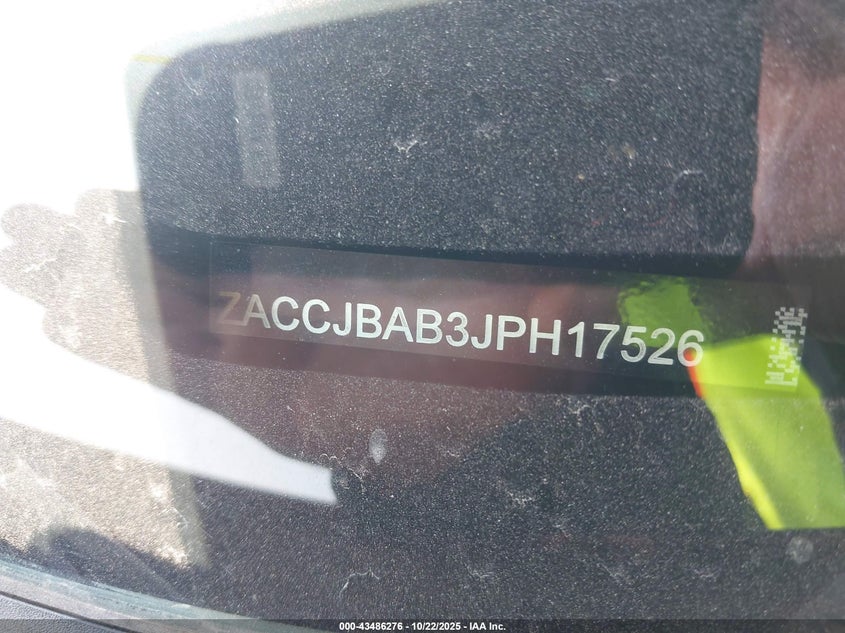 ZACCJBAB3JPH17526
000-43486276 | 10/22/2025 - IAA Inc.